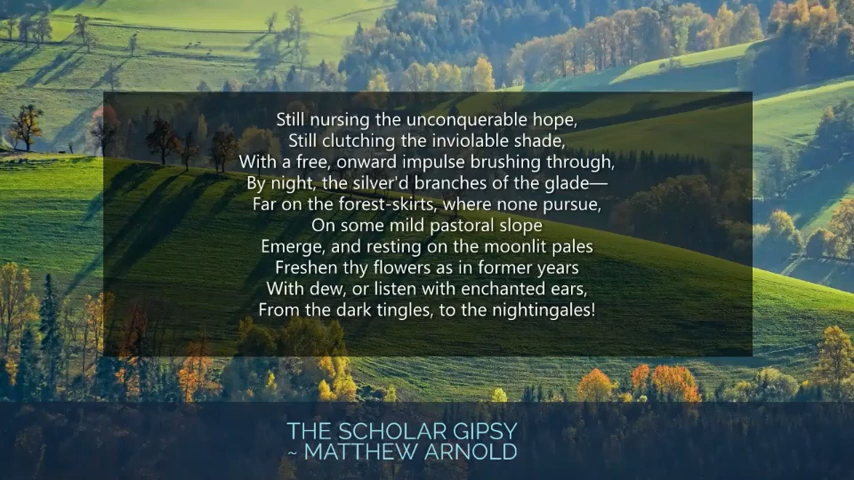 Still nursing the unconquerable hope,
Still clutching the inviolable shade,
With a free, onward impulse brushing through,
By night, the silver'd branches of the glade—
Far on the forest-skirts, where none pursue,
On some mild pastoral slope
Emerge, and resting on the moonlit pales
Freshen thy flowers as in former years
With dew, or listen with enchanted ears,
From the dark tingles, to the nightingales!
THE SCHOLAR GIPSY
~ MATTHEW ARNOLD